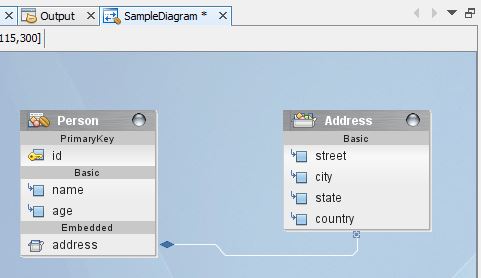 Output
SampleDiagram *
115,300]
Person
PrimaryKey
id
Basic
name
age
Embedded
address
Address
Basic
street
city
state
country